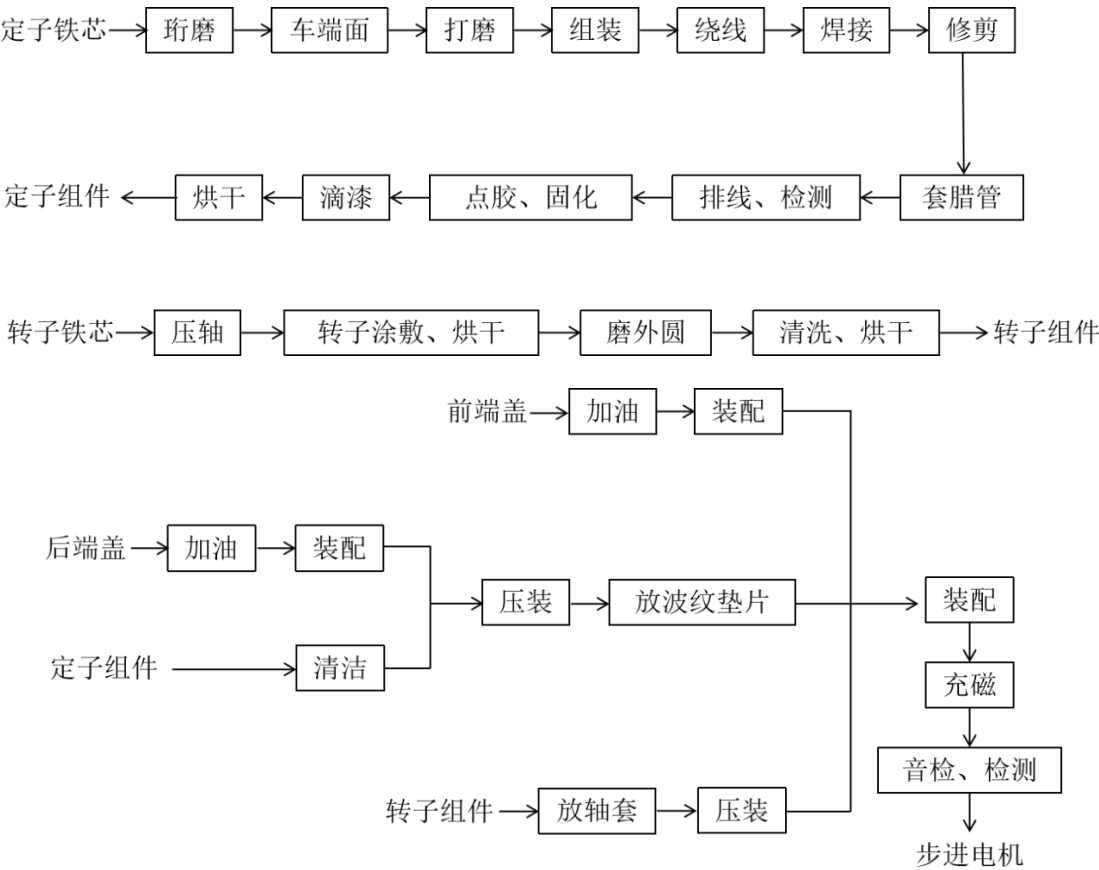 定子铁芯 珩磨 车端面 打磨 组装 绕线 焊接 修剪
定子组件 烘干 滴漆 点胶、固化 排线、检测 套腊管
转子铁芯 压轴 转子涂敷、烘干 磨外圆 清洗、烘干 转子组件
前端盖 加油 装配
后端盖 加油 装配
压装 放波纹垫片 装配
定子组件 清洁
充磁
音检、检测
转子组件 放轴套 压装
步进电机